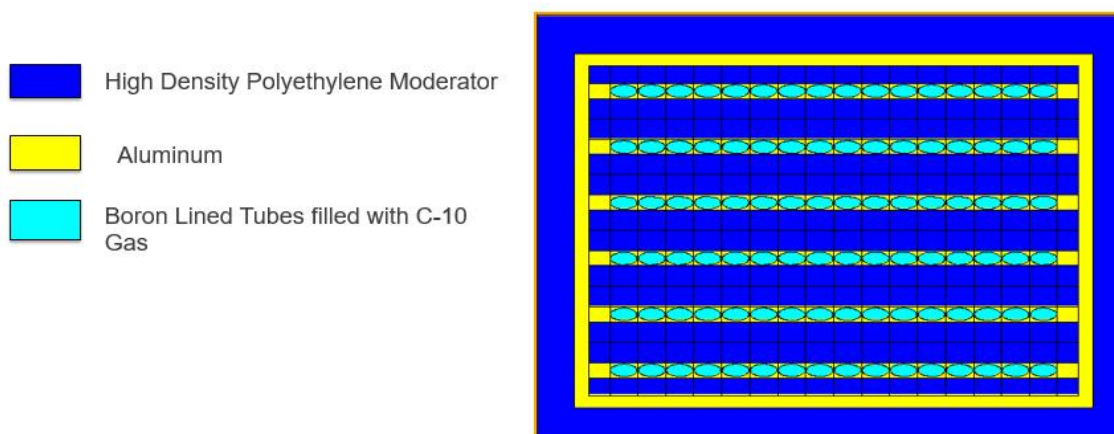 High Density Polyethylene Moderator
Aluminum
Boron Lined Tubes filled with C-10
Gas